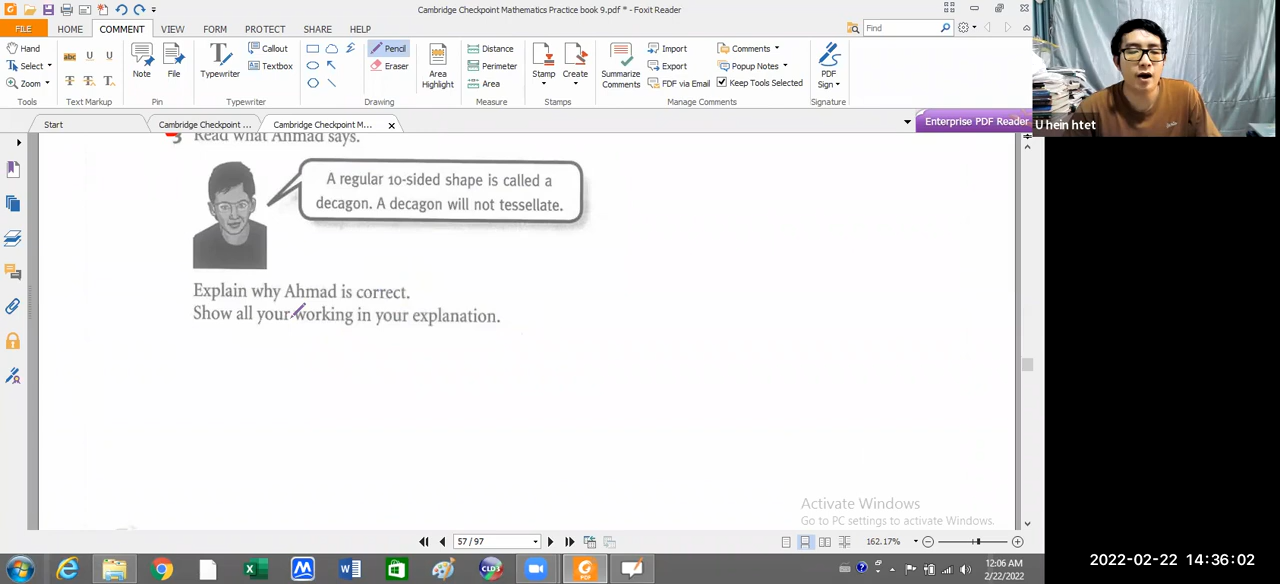 Cambridge Checkpoint Mathematics Practice book 9.pdf * - Foxit Reader
FILE HOME COMMENT VIEW FORM PROTECT SHARE HELP
Find
Hand
Select
Zoom
Tools
Text Markup
Note
File
Pin
Typewriter
Callout
Textbox
Typewriter
Pencil
Eraser
Drawing
Area
Highlight
Distance
Perimeter
Area
Measure
Stamp
Create
Stamps
Summarize
Comments
Import
Export
PDF via Email
Comments
Popup Notes
Keep Tools Selected
Manage Comments
PDF
Sign
Signature
Start
Cambridge Checkpoint ...
Cambridge Checkpoint M...
Enterprise PDF Reader
U hein htet
3 Read what Ahmad says.
A regular 10-sided shape is called a
decagon. A decagon will not tessellate.
Explain why Ahmad is correct.
Show all your working in your explanation.
Activate Windows
Go to PC settings to activate Windows.
57 / 97
162.17%
12:06 AM
2/22/2022
2022-02-22 14:36:02